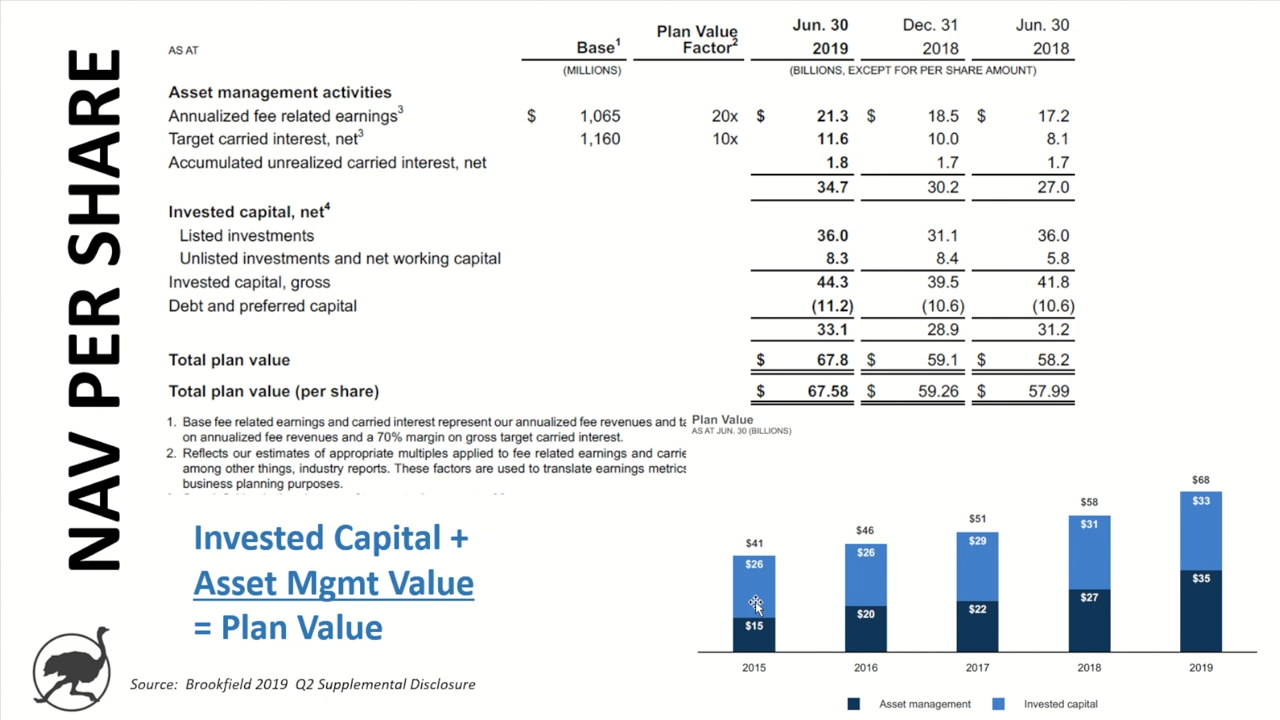 NAV PER SHARE
AS AT Base1 Plan Value Factor2 Jun. 30 2019 Dec. 31 2018 Jun. 30 2018
(MILLIONS) (BILLIONS, EXCEPT FOR PER SHARE AMOUNT)
Asset management activities
Annualized fee related earnings3 $ 1,065 20x $ 21.3 $ 18.5 $ 17.2
Target carried interest, net3 1,160 10x 11.6 10.0 8.1
Accumulated unrealized carried interest, net 1.8 1.7 1.7
34.7 30.2 27.0
Invested capital, net4
Listed investments 36.0 31.1 36.0
Unlisted investments and net working capital 8.3 8.4 5.8
Invested capital, gross 44.3 39.5 41.8
Debt and preferred capital (11.2) (10.6) (10.6)
33.1 28.9 31.2
Total plan value $ 67.8 $ 59.1 $ 58.2
Total plan value (per share) $ 67.58 $ 59.26 $ 57.99
1. Base fee related earnings and carried interest represent our annualized fee revenues and
on annualized fee revenues and a 70% margin on gross target carried interest.
2. Reflects our estimates of appropriate multiples applied to fee related earnings and
among other things, industry reports. These factors are used to translate earnings metrics
business planning purposes.
Plan Value
AS AT JUN. 30 (BILLIONS)
$41 $46 $51 $58 $68
$26 $26 $29 $31 $33
$15 $20 $22 $27 $35
2015 2016 2017 2018 2019
Asset management Invested capital
Invested Capital +
Asset Mgmt Value
= Plan Value
Source: Brookfield 2019 Q2 Supplemental Disclosure